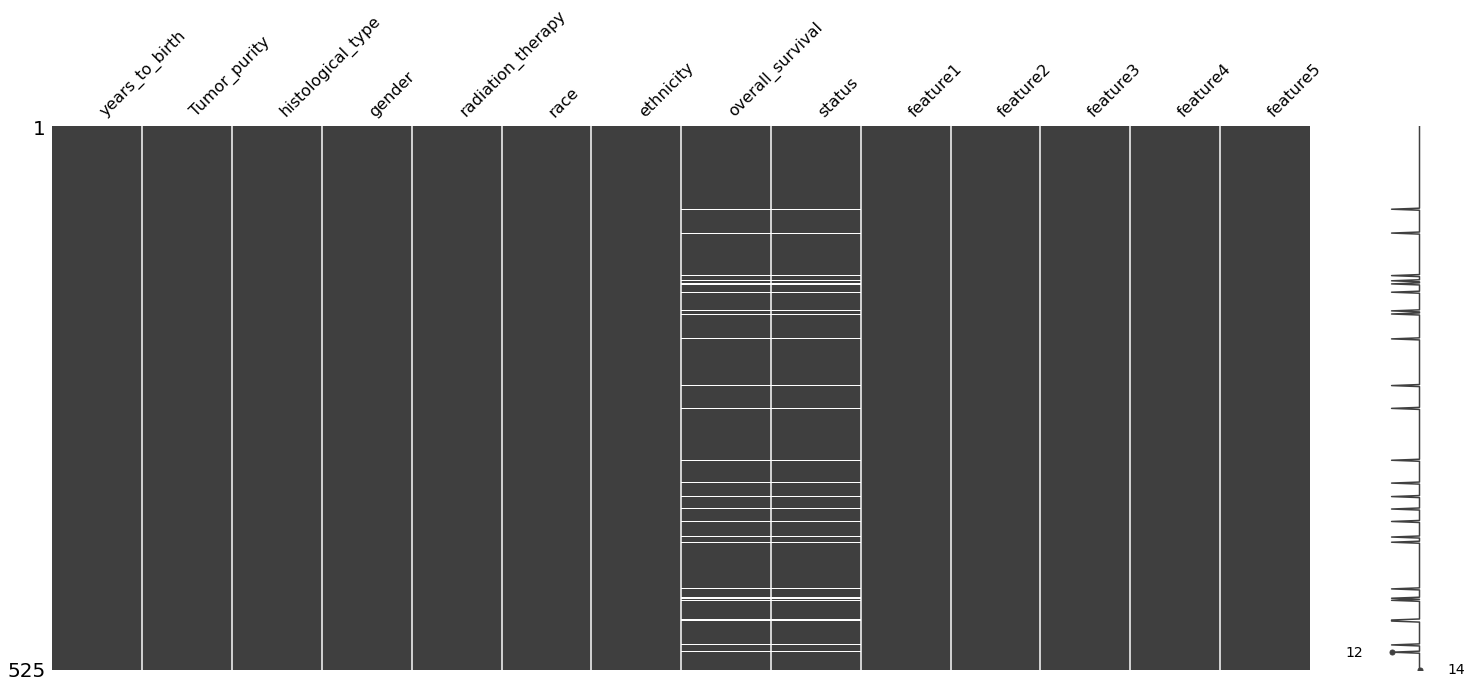 years_to_birth
Tumor_purity
histological_type
gender
radiation_therapy
race
ethnicity
overall_survival
status
feature1
feature2
feature3
feature4
feature5
1
525
12
14